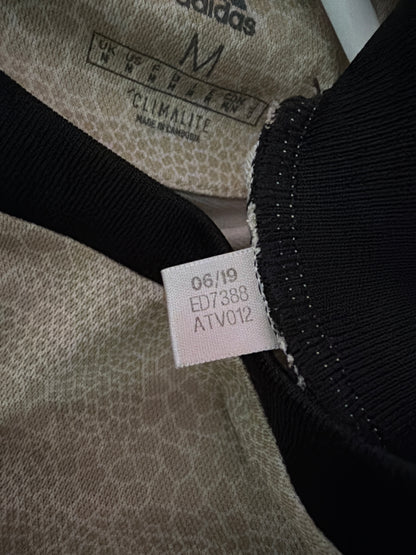 adidas
M
CLIMALITE
MADE IN CAMBODIA
06/19
ED7388
ATV012